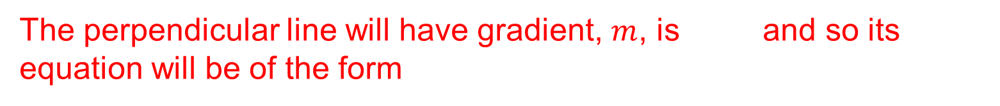 The perpendicular line will have gradient, m, is and so its
equation will be of the form